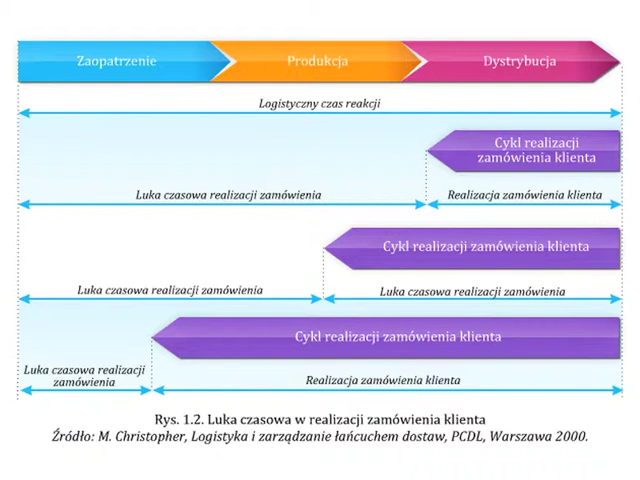 Zaopatrzenie
Produkcja
Dystrybucja
Logistyczny czas reakcji
Cykl realizacji
zamówienia klienta
Luka czasowa realizacji zamówienia
Realizacja zamówienia klienta
Cykl realizacji zamówienia klienta
Luka czasowa realizacji zamówienia
Luka czasowa realizacji zamówienia
Cykl realizacji zamówienia klienta
Luka czasowa realizacji
zamówienia
Realizacja zamówienia klienta
Rys. 1.2. Luka czasowa w realizacji zamówienia klienta
Źródło: M. Christopher, Logistyka i zarządzanie łańcuchem dostaw, PCDL, Warszawa 2000.